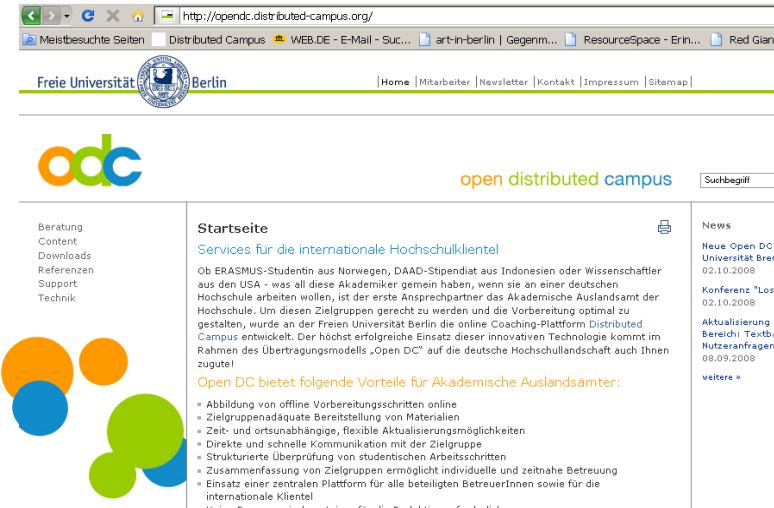 http://opendc.distributed-campus.org/
Meistbesuchte Seiten Distributed Campus WEB.DE - E-Mail - Suc... art-in-berlin | Gegenm... ResourceSpace - Erin... Red Gian
Freie Universität Berlin
|Home |Mitarbeiter |Newsletter |Kontakt |Impressum |Sitemap|
odc
open distributed campus
Suchbegriff
Beratung
Content
Downloads
Referenzen
Support
Technik
Startseite
Services für die internationale Hochschulklientel
Ob ERASMUS-Studentin aus Norwegen, DAAD-Stipendiat aus Indonesien oder Wissenschaftler
aus den USA - was all diese Akademiker gemein haben, wenn sie an einer deutschen
Hochschule arbeiten wollen, ist der erste Ansprechpartner das Akademische Auslandsamt der
Hochschule. Um diesen Zielgruppen gerecht zu werden und die Vorbereitung optimal zu
gestalten, wurde an der Freien Universität Berlin die online Coaching-Plattform Distributed
Campus entwickelt. Der höchst erfolgreiche Einsatz dieser innovativen Technologie kommt im
Rahmen des Übertragungsmodells „Open DC" auf die deutsche Hochschullandschaft auch Ihnen
zugute!
Open DC bietet folgende Vorteile für Akademische Auslandsämter:
Abbildung von offline Vorbereitungsschritten online
Zielgruppenadäquate Bereitstellung von Materialien
Zeit- und ortsunabhängige, flexible Aktualisierungsmöglichkeiten
Direkte und schnelle Kommunikation mit der Zielgruppe
Strukturierte Überprüfung von studentischen Arbeitsschritten
Zusammenfassung von Zielgruppen ermöglicht individuelle und zeitnahe Betreuung
Einsatz einer zentralen Plattform für alle beteiligten BetreuerInnen sowie für die
internationale Klientel
News
Neue Open DC
Universität Bre
02.10.2008
Konferenz "Los
02.10.2008
Aktualisierung
Bereich: Textba
Nutzeranfragen
08.09.2008
weitere »